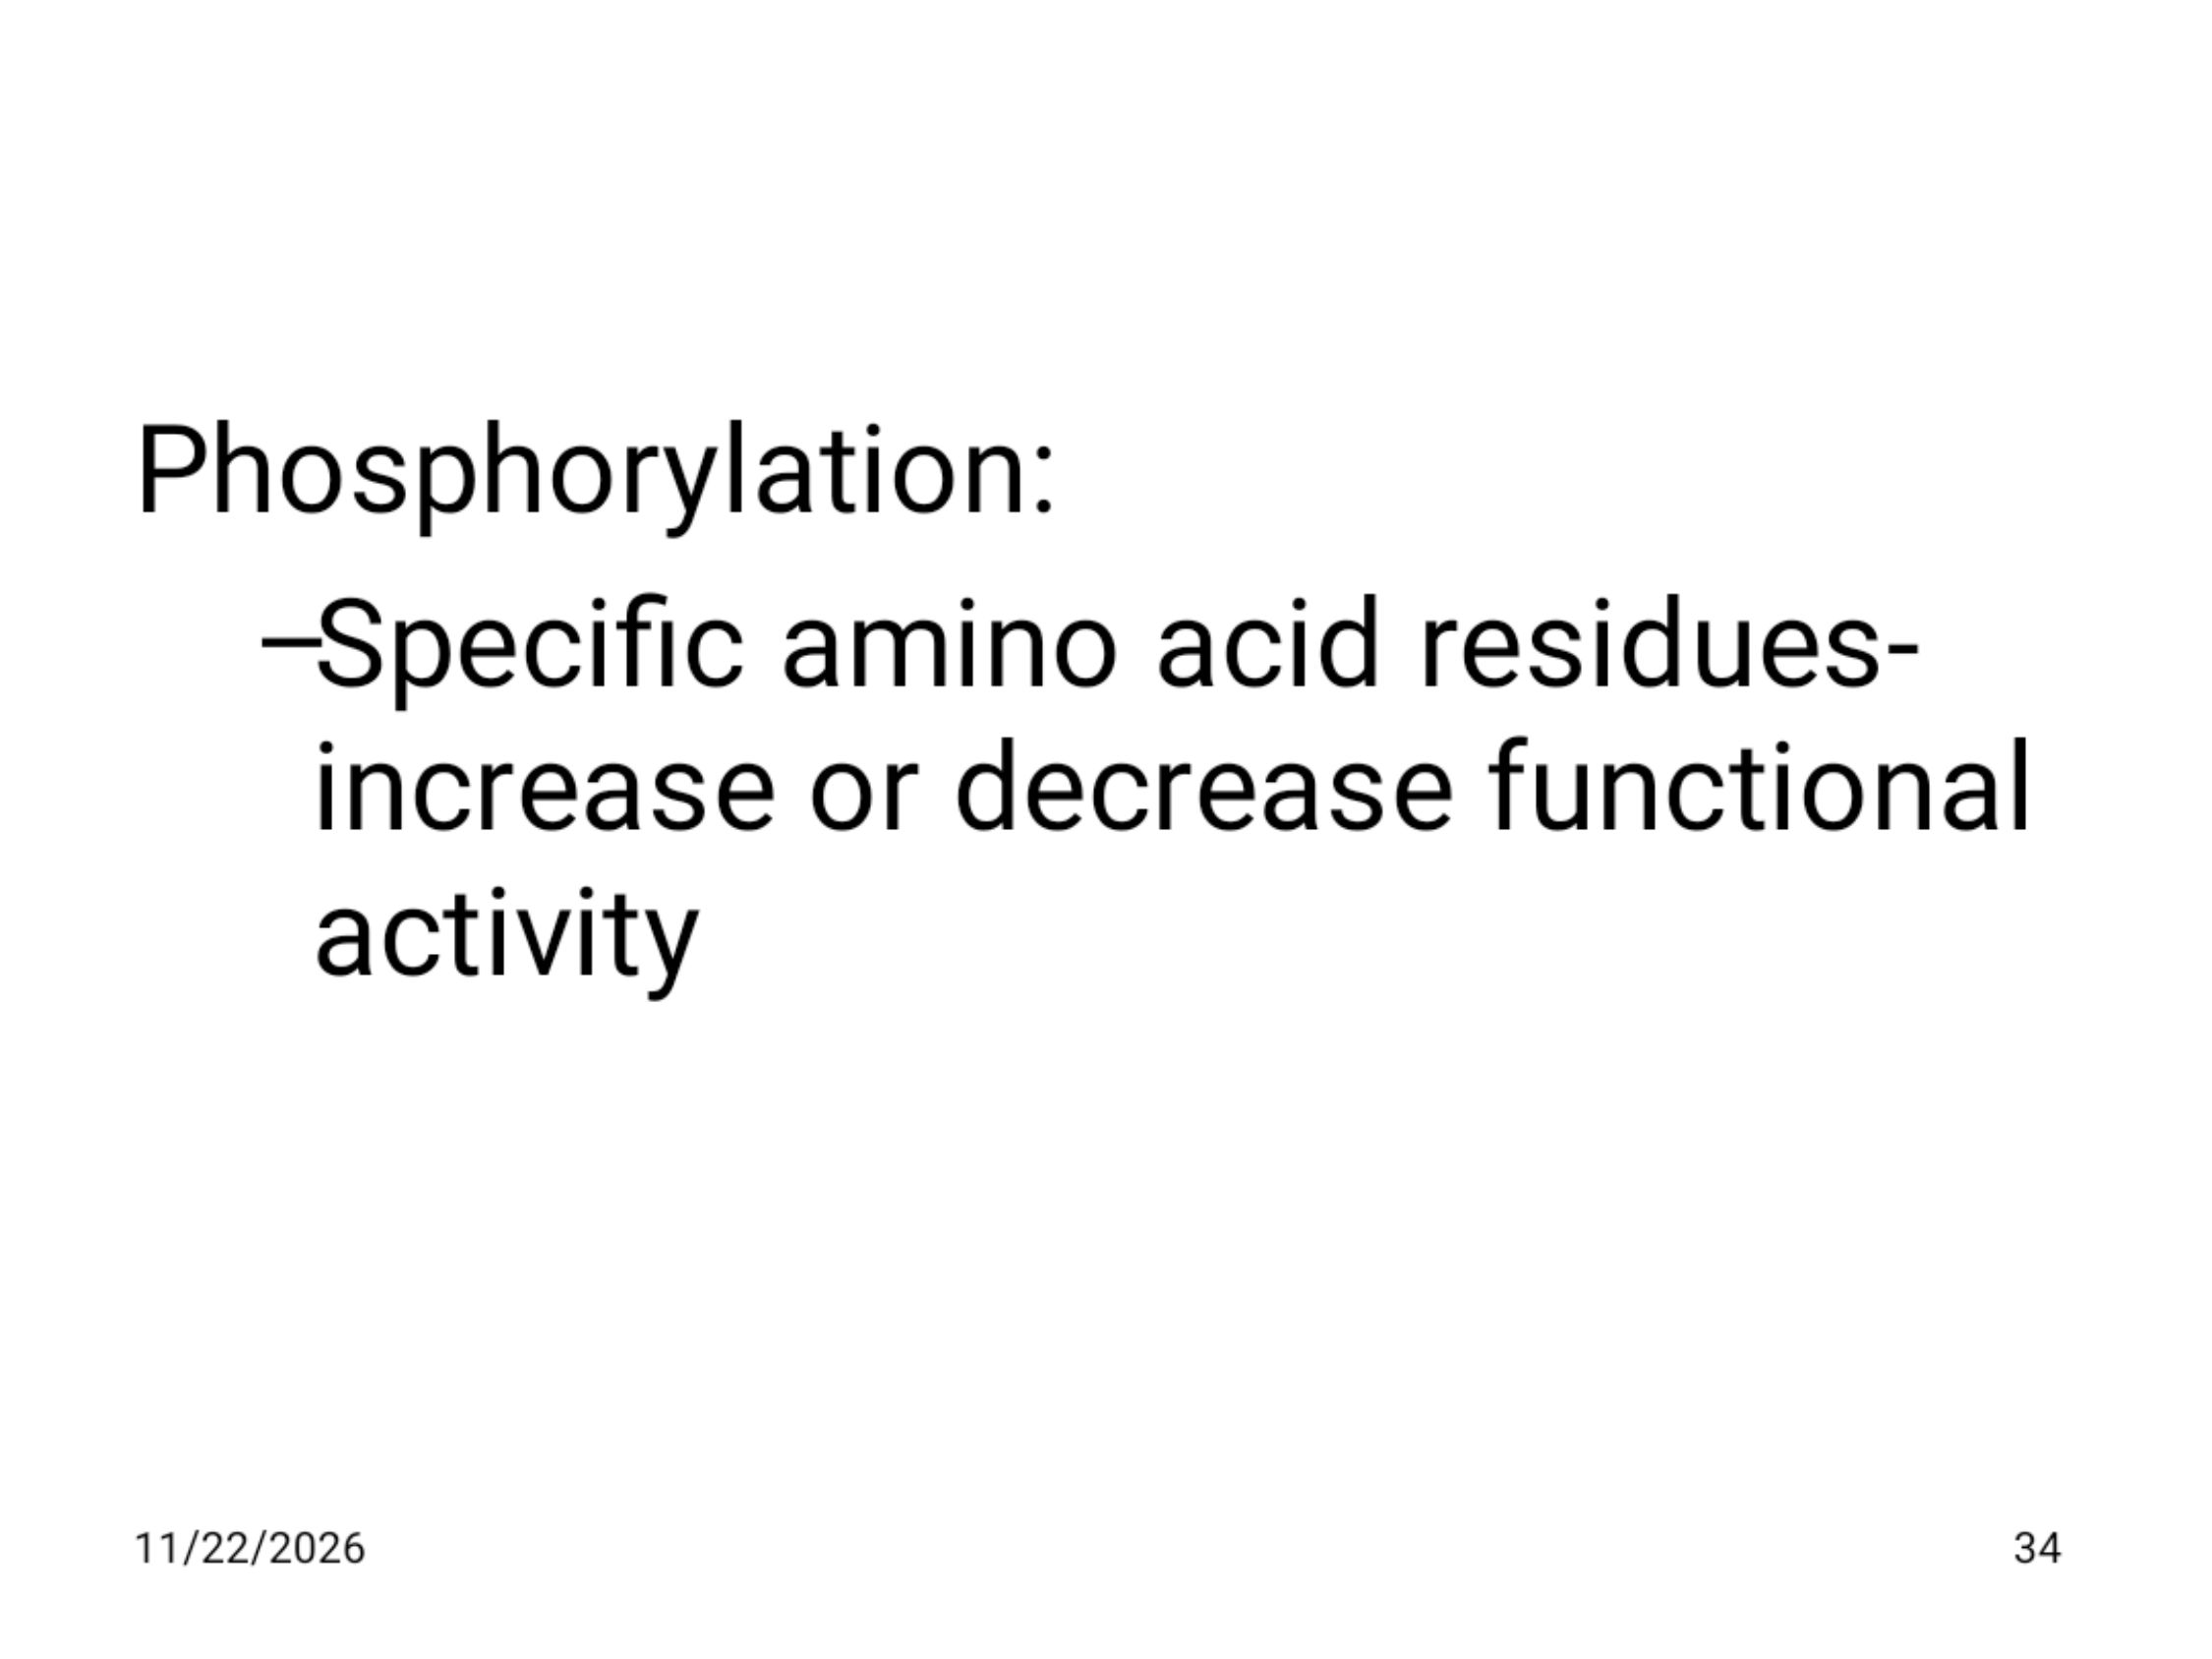 Phosphorylation:
–Specific amino acid residues-
increase or decrease functional
activity
11/22/2026
34